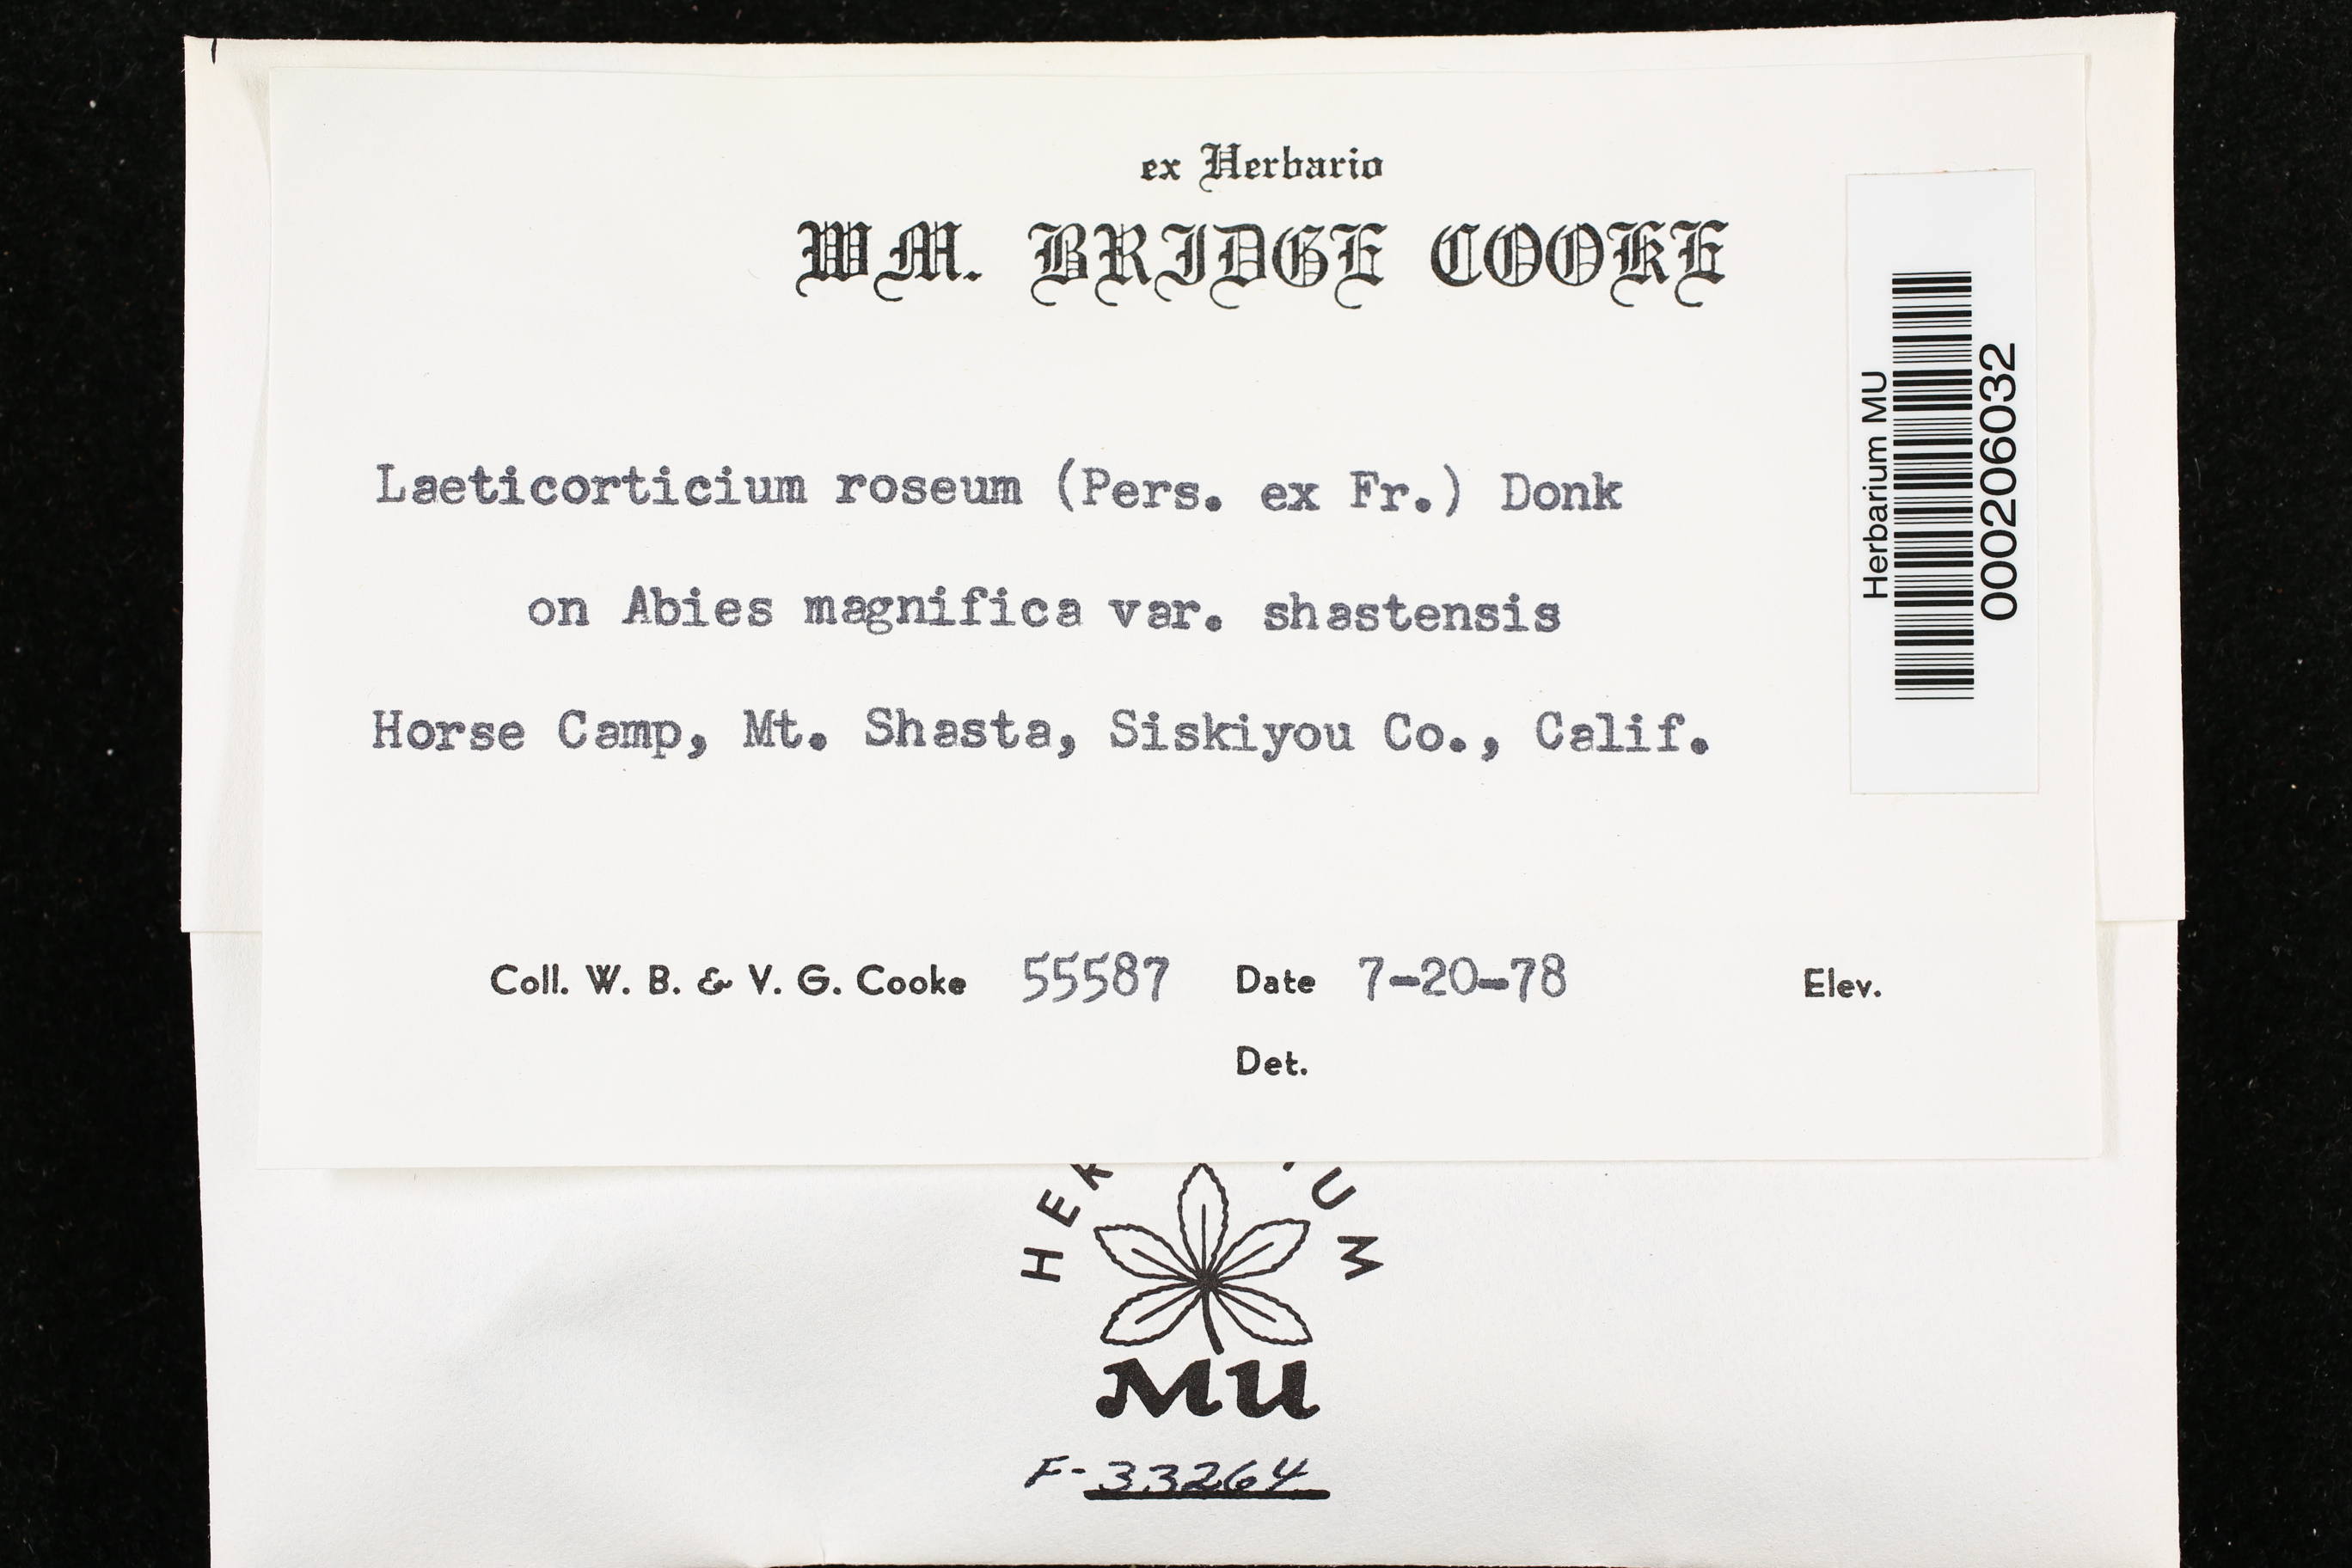 ex Herbario
WM. BRIDGE COOKE
Laeticorticium roseum (Pers. ex Fr.) Donk
on Abies magnifica var. shastensis
Horse Camp, Mt. Shasta, Siskiyou Co., Calif.
Coll. W. B. & V. G. Cooke 55587 Date 7-20-78 Elev.
Det.
Herbarium MU
000206032
MU
F-33264